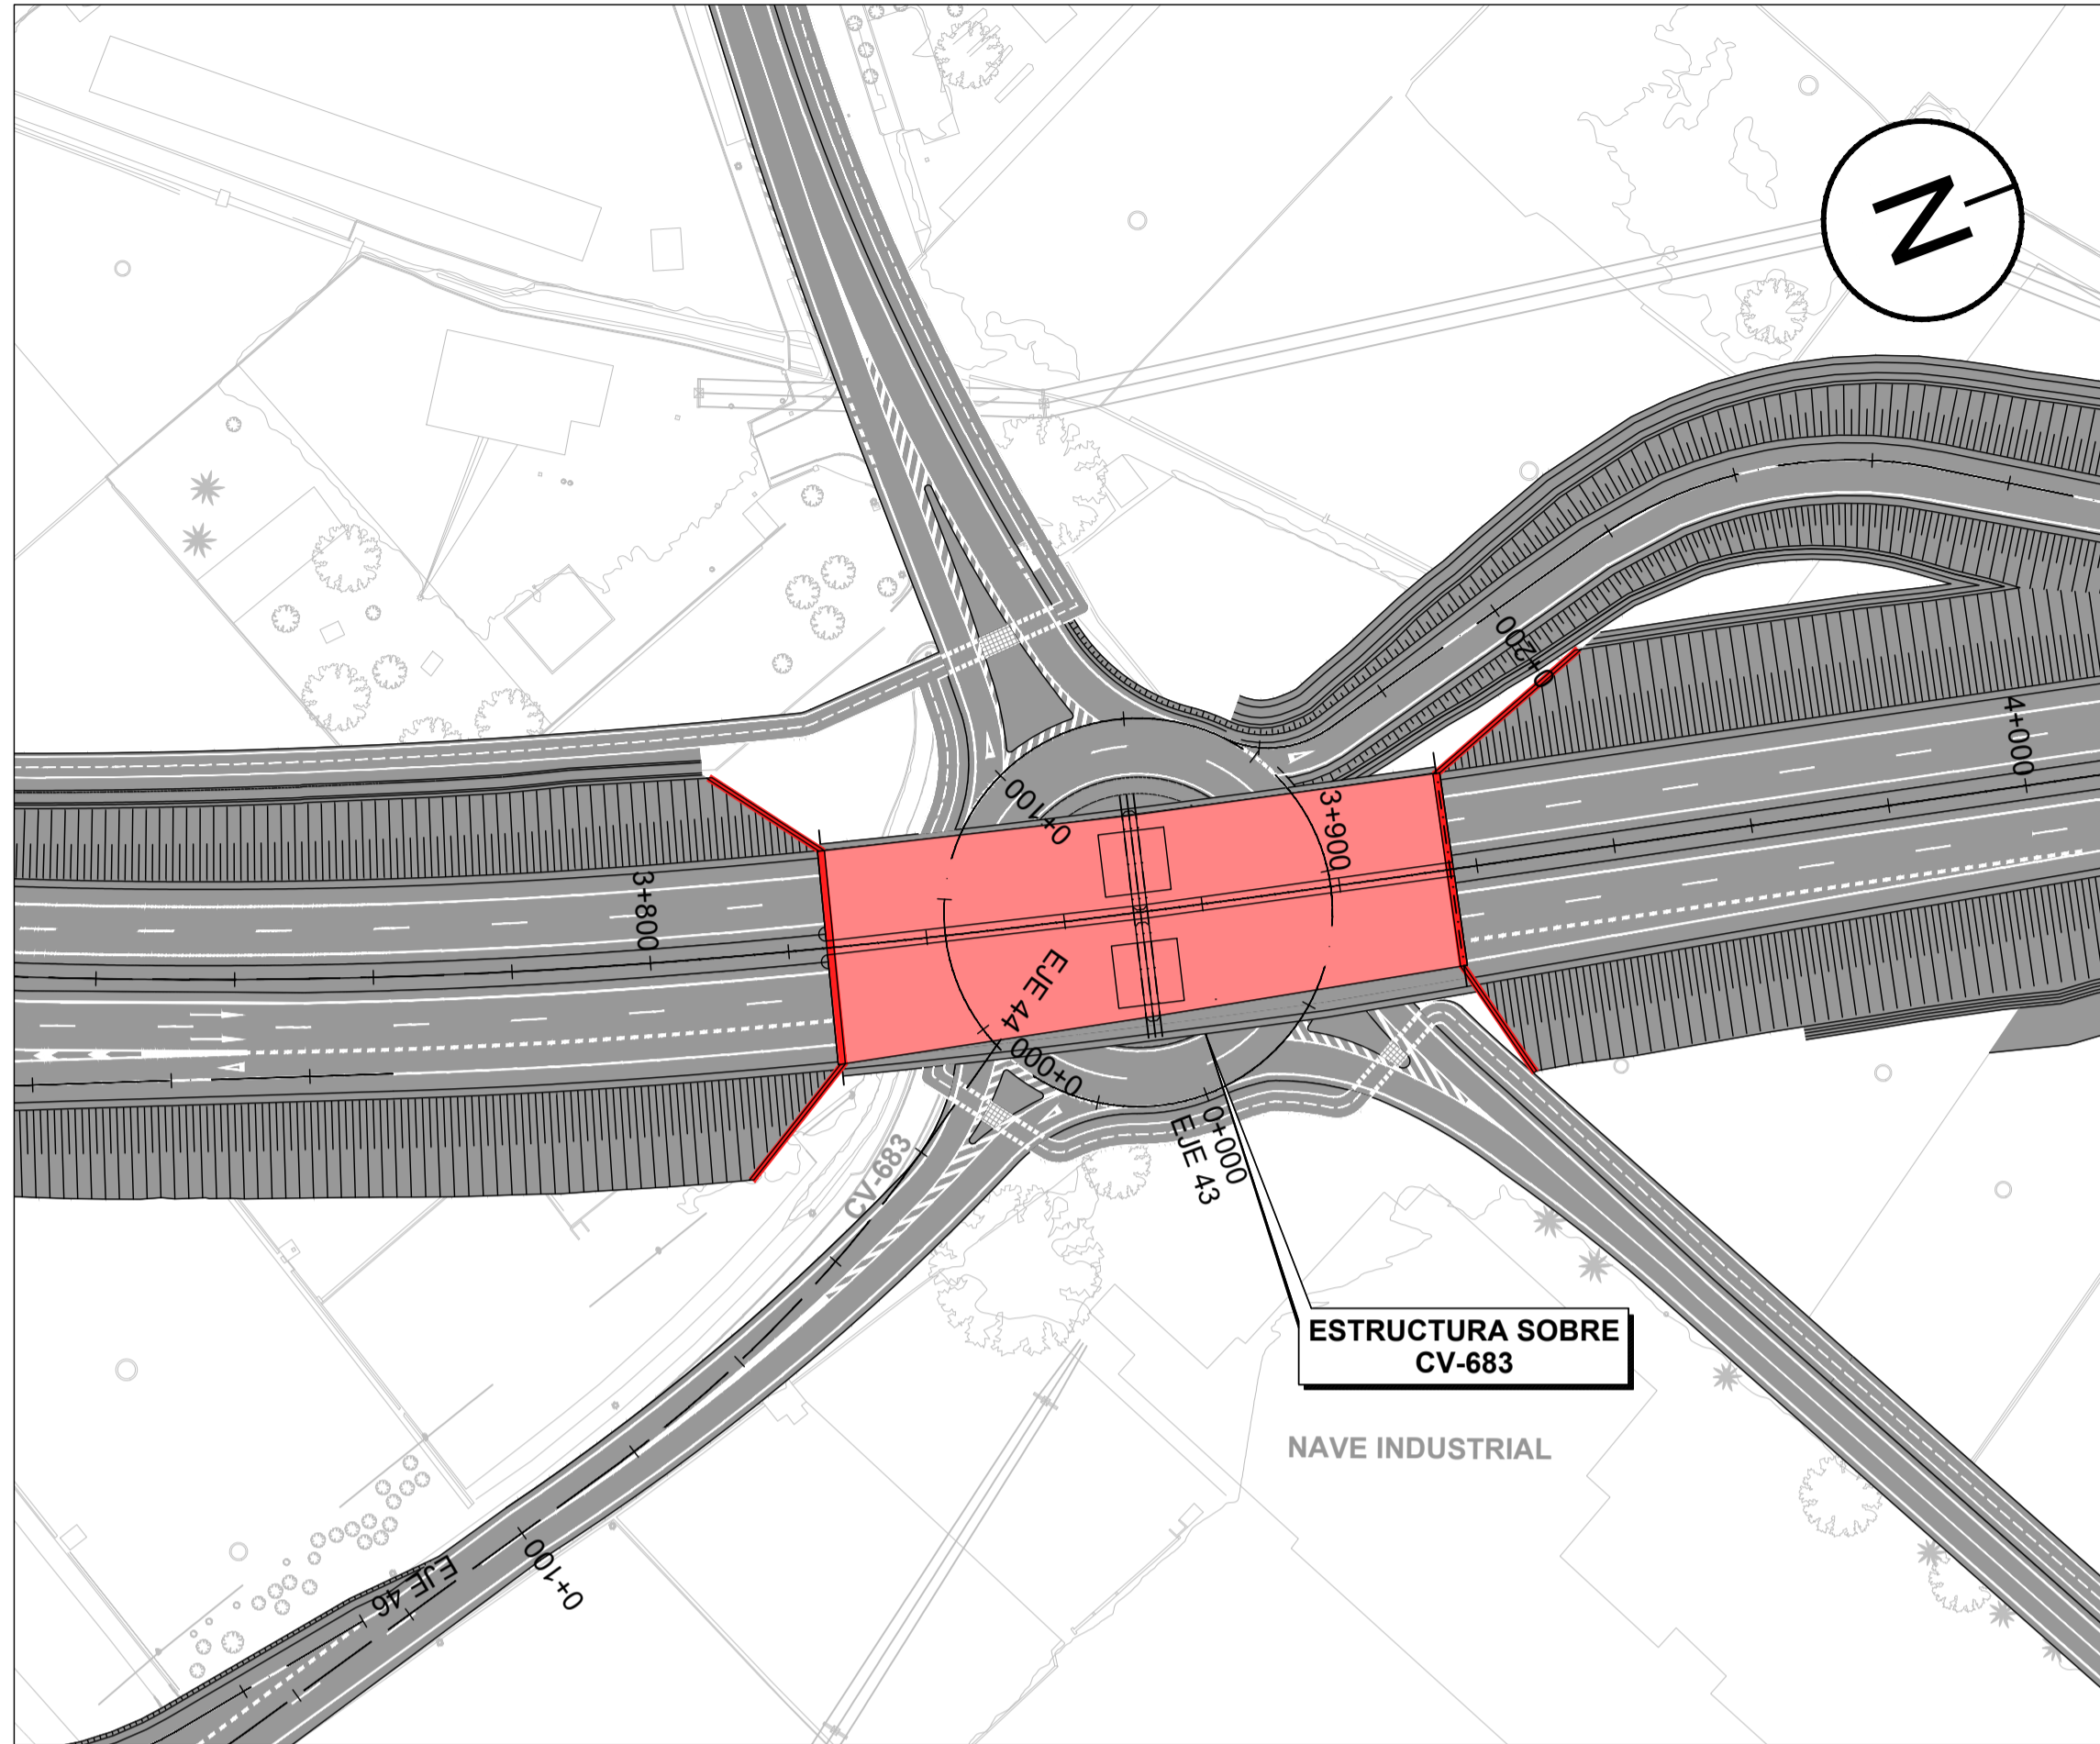 N
0+200
4+000
0+100
3+900
3+800
EJE 44
0+000
0+000
EJE 43
CV-683
ESTRUCTURA SOBRE
CV-683
NAVE INDUSTRIAL
0+100
EJE 46